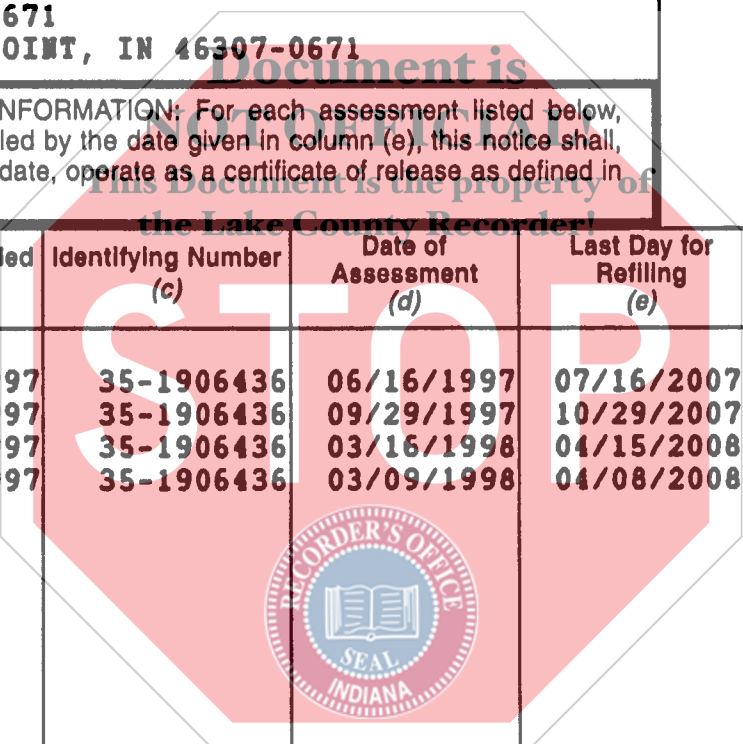 671
OINT, IN 46307-0671
Document is
NFORMATION: For each assessment listed below,
NOT OFFICIAL!
led by the date given in column (e), this notice shall,
date, operate as a certificate of release as defined in
This Document is the property of
the Lake County Recorder!
ed Identifying Number Date of Last Day for
(c) Assessment Refiling
(d) (e)
STOP
97 35-1906436 06/16/1997 07/16/2007
97 35-1906436 09/29/1997 10/29/2007
97 35-1906436 03/16/1998 04/15/2008
97 35-1906436 03/09/1998 04/08/2008
RECORDER'S OFFICE
SEAL
INDIANA